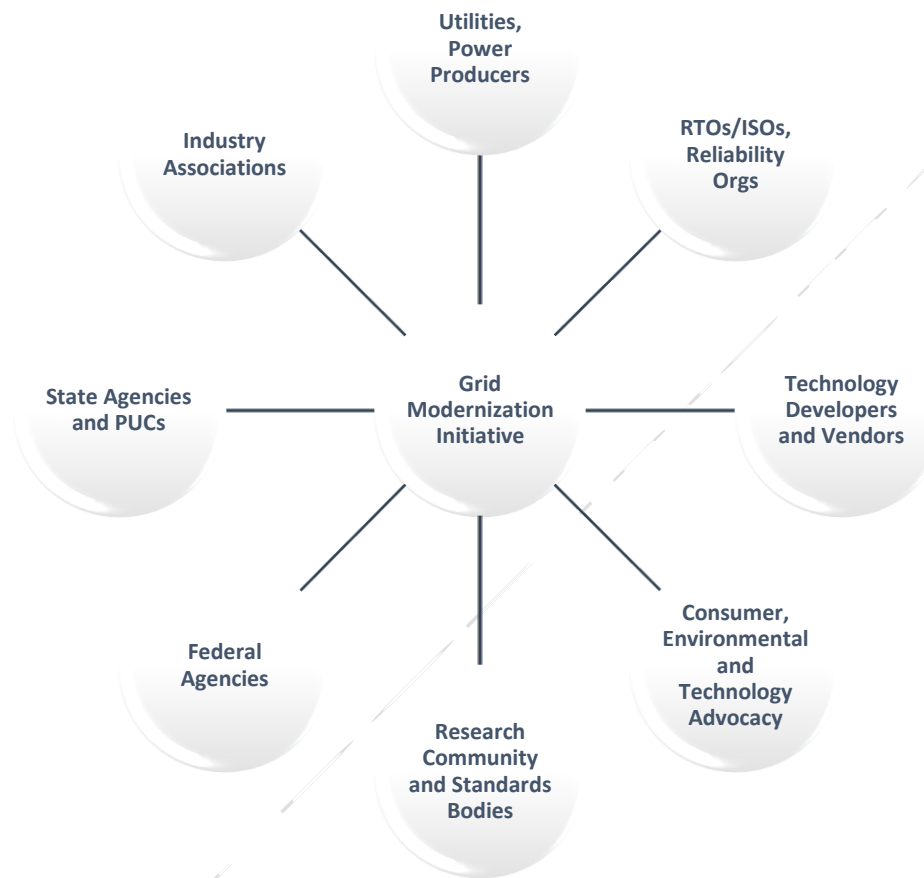 Utilities,
Power
Producers
RTOs/ISOs,
Reliability
Orgs
Technology
Developers
and Vendors
Consumer,
Environmental
and
Technology
Advocacy
Research
Community
and Standards
Bodies
Federal
Agencies
State Agencies
and PUCs
Industry
Associations
Grid
Modernization
Initiative